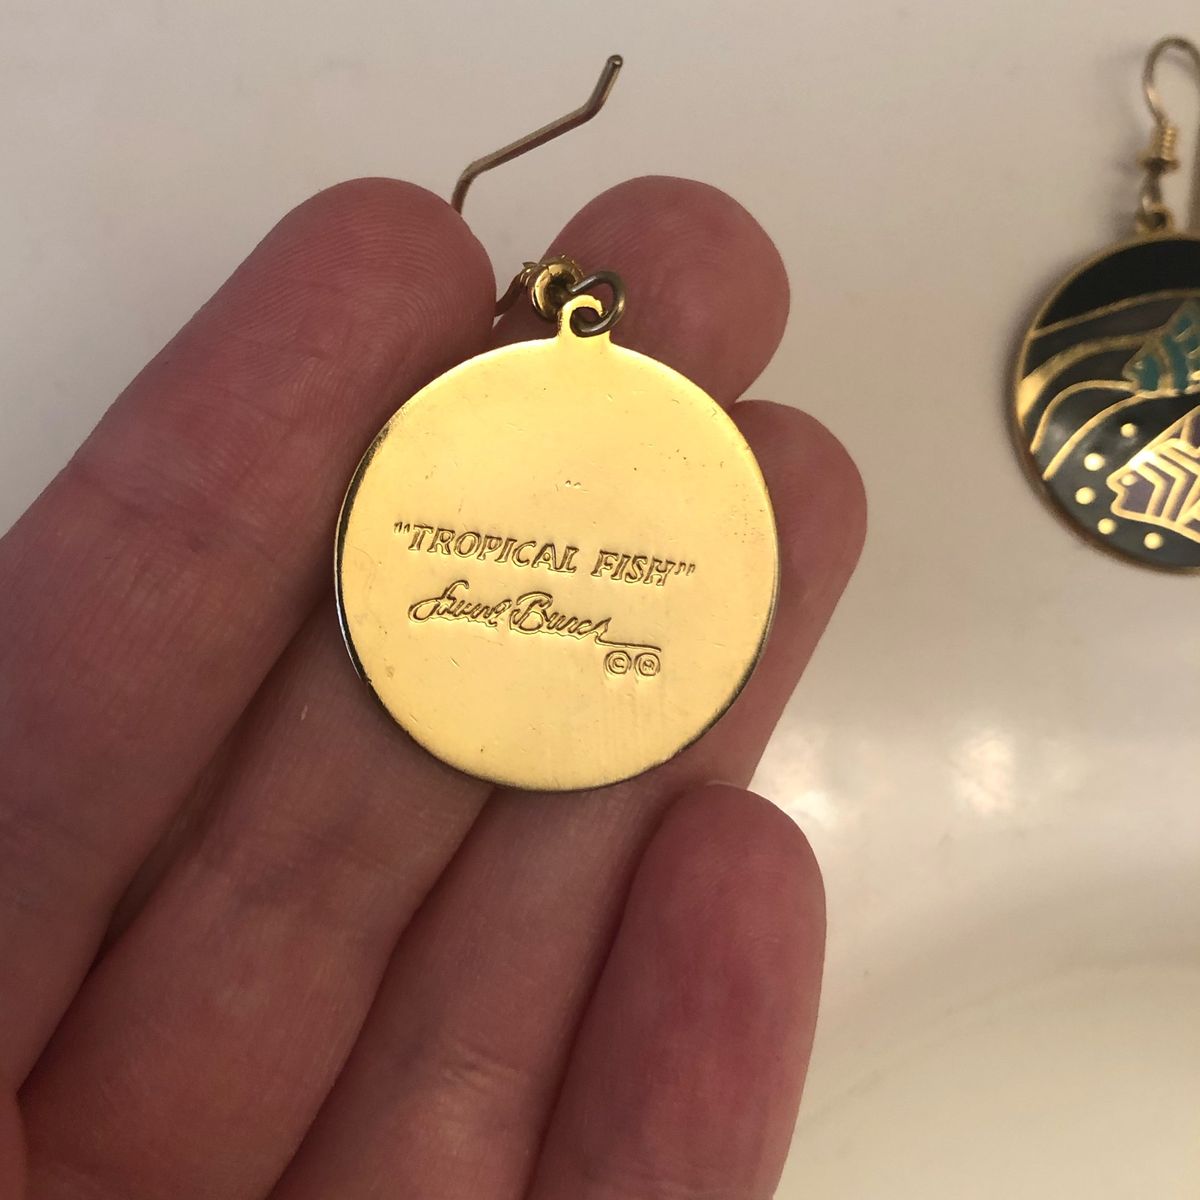 "TROPICAL FISH"
Laurel Burch
©®